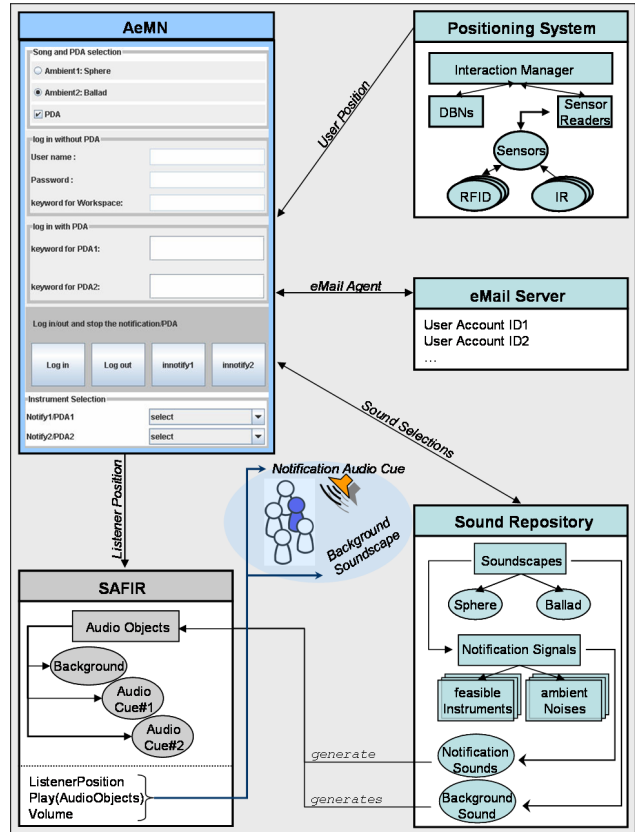 AeMN
Song and PDA selection
Ambient1: Sphere
Ambient2: Ballad
PDA
log in without PDA
User name :
Password :
keyword for Workspace:
log in with PDA
keyword for PDA1:
keyword for PDA2:
Log in/out and stop the notification/PDA
Log in
Log out
innotify1
innotify2
Instrument Selection
Notify1/PDA1
select
Notify2/PDA2
select
User Position
Positioning System
Interaction Manager
DBNs
Sensor
Readers
Sensors
RFID
IR
eMail Agent
eMail Server
User Account ID1
User Account ID2
...
Sound Selections
Listener Position
Notification Audio Cue
Background
Soundscape
SAFIR
Audio Objects
Background
Audio
Cue#1
Audio
Cue#2
ListenerPosition
Play(AudioObjects)
Volume
generate
generates
Sound Repository
Soundscapes
Sphere
Ballad
Notification Signals
feasible
Instruments
ambient
Noises
Notification
Sounds
Background
Sound